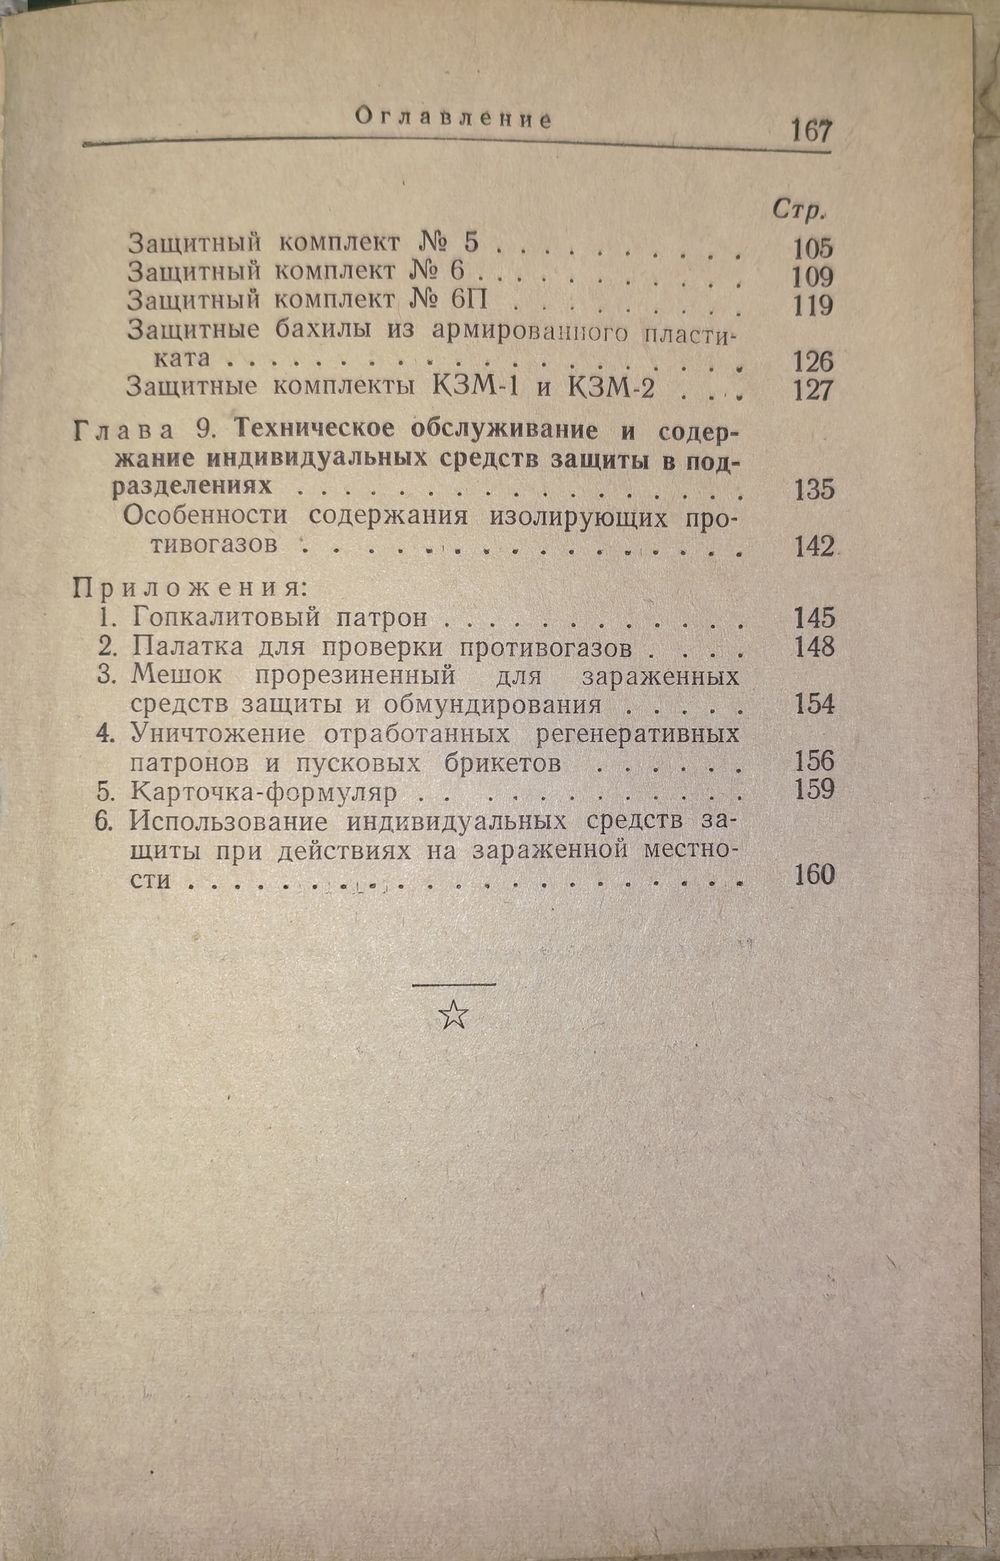 Оглавление 167
Стр.
Защитный комплект № 5 . . . . . . . . . . 105
Защитный комплект № 6 . . . . . . . . . . . 109
Защитный комплект № 6П . . . . . . . . . . 119
Защитные бахилы из армированного пласти-
ката . . . . . . . . . . . . . . . . . . 126
Защитные комплекты КЗМ-1 и КЗМ-2 . . . 127
Глава 9. Техническое обслуживание и содер-
жание индивидуальных средств защиты в под-
разделениях . . . . . . . . . . . . . . . . 135
Особенности содержания изолирующих про-
тивогазов . . . . . . . . . . . . . . . . 142
Приложения:
1. Гопкалитовый патрон . . . . . . . . . . . . 145
2. Палатка для проверки противогазов . . . . 148
3. Мешок прорезиненный для зараженных
средств защиты и обмундирования . . . . . 154
4. Уничтожение отработанных регенеративных
патронов и пусковых брикетов . . . . . . 156
5. Карточка-формуляр . . . . . . . . . . . . 159
6. Использование индивидуальных средств за-
щиты при действиях на зараженной местно-
сти . . . . . . . . . . . . . . . . . . . . 160